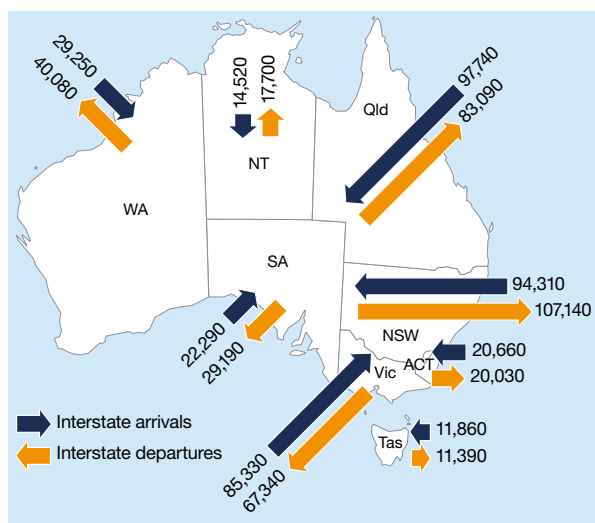 29,250
40,080
14,520
17,700
97,740
83,090
Qld
NT
WA
SA
94,310
107,140
NSW
22,290
29,190
ACT
20,660
Vic
20,030
Interstate arrivals
Interstate departures
85,330
67,340
Tas
11,860
11,390